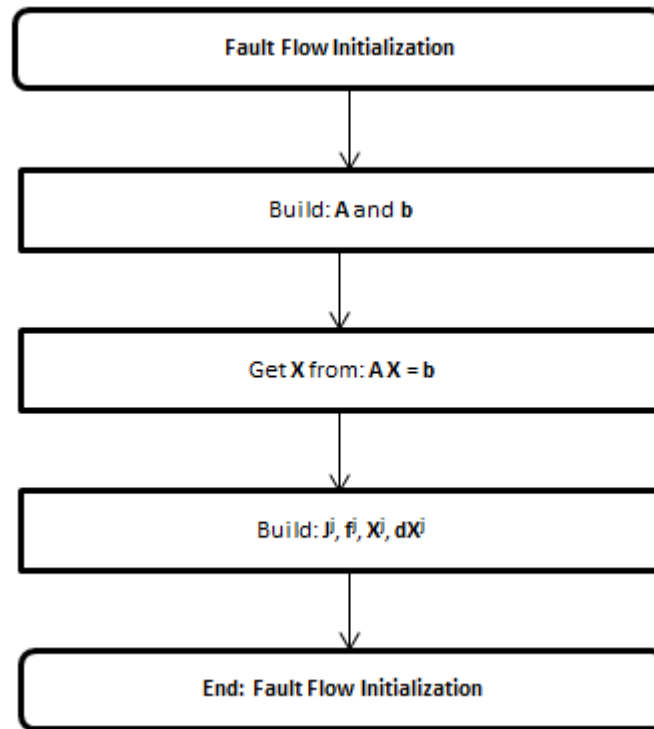 Fault Flow Initialization
Build: A and b
Get X from: A X = b
Build: Jʲ, fʲ, Xʲ, dXʲ
End: Fault Flow Initialization